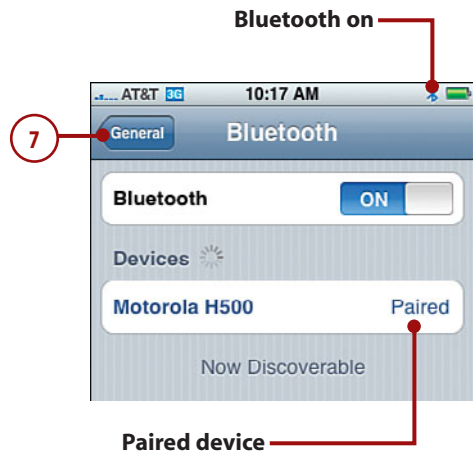 Bluetooth on
AT&T 3G 10:17 AM
7
General Bluetooth
Bluetooth ON
Devices
Motorola H500 Paired
Now Discoverable
Paired device